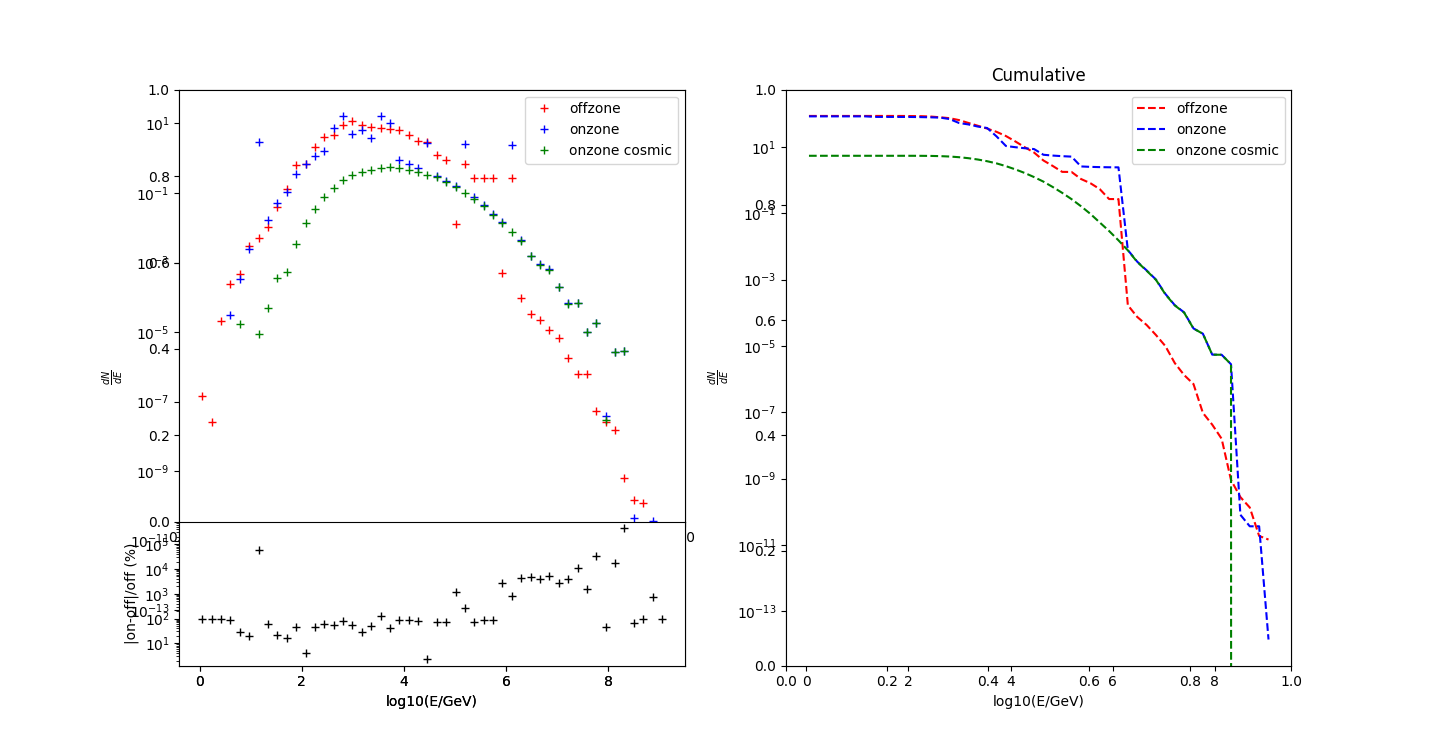 Cumulative
1.0
10¹
0.8
10⁻¹
0.6
10⁻⁵
0.4
10⁻⁷
0.2
10⁻⁹
0.0
offzone
onzone
onzone cosmic
dN
dE
0
10⁴
10³
10⁻¹³
10²
10¹
|on-off|/off (%)
0 2 4 6 8
log10(E/GeV)
1.0
10¹
0.8
10⁻¹
10⁻³
0.6
10⁻⁵
10⁻⁷
0.4
10⁻⁹
10⁻¹¹
0.2
10⁻¹³
0.0
offzone
onzone
onzone cosmic
dN
dE
0.0 0 0.2 2 0.4 4 0.6 6 0.8 8 1.0
log10(E/GeV)